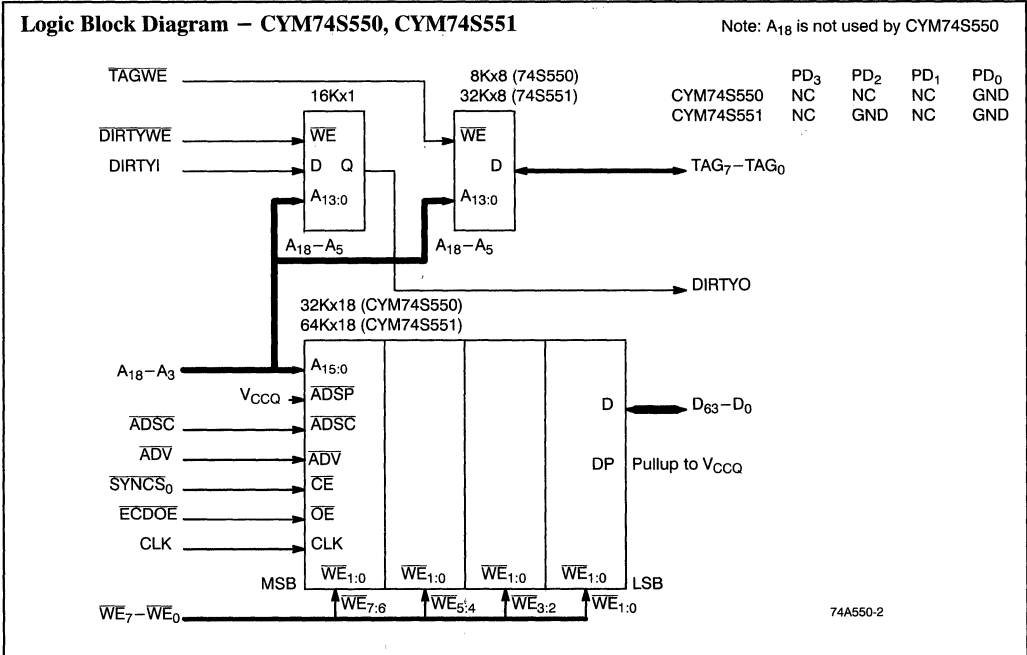 Logic Block Diagram – CYM74S550, CYM74S551
Note: A18 is not used by CYM74S550
PD3 PD2 PD1 PD0
CYM74S550 NC NC NC GND
CYM74S551 NC GND NC GND
TAGWE
8Kx8 (74S550)
32Kx8 (74S551)
16Kx1
DIRTYWE
WE
WE
DIRTYI
D Q
D
TAG7–TAG0
A13:0
A13:0
A18–A5
A18–A5
DIRTYO
32Kx18 (CYM74S550)
64Kx18 (CYM74S551)
A18–A3
A15:0
VCCQ
ADSP
D
D63–D0
ADSC
ADSC
ADV
ADV
DP
Pullup to VCCQ
SYNCS0
CE
ECDOE
OE
CLK
CLK
MSB
WE1:0 WE1:0 WE1:0 WE1:0
LSB
WE7:6 WE5:4 WE3:2 WE1:0
WE7–WE0
74A550-2